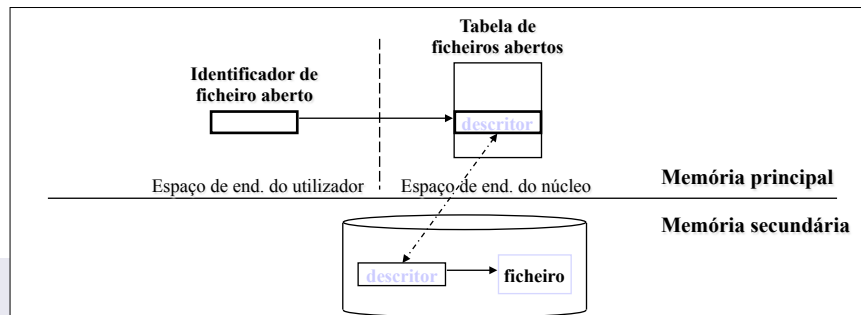 Tabela de
ficheiros abertos
Identificador de
ficheiro aberto
descritor
Espaço de end. do utilizador
Espaço de end. do núcleo
Memória principal
Memória secundária
descritor
ficheiro